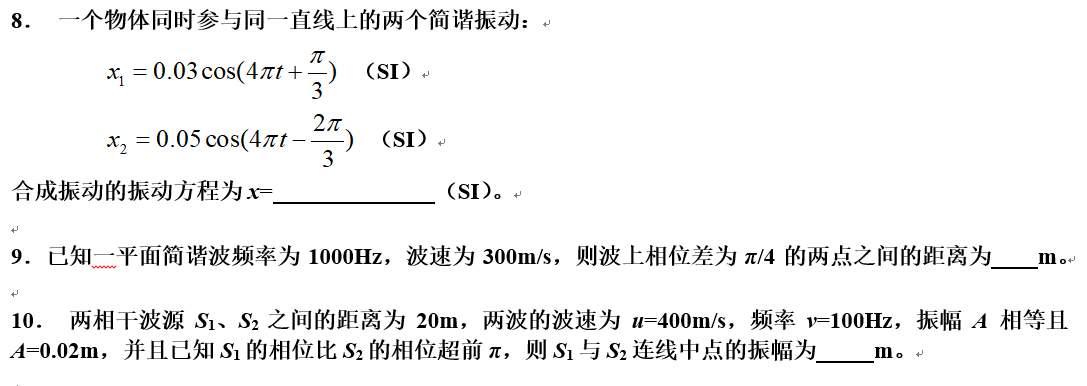 8． 一个物体同时参与同一直线上的两个简谐振动：
x₁ = 0.03cos(4πt + π/3) （SI）
x₂ = 0.05cos(4πt − 2π/3) （SI）
合成振动的振动方程为 x=________________（SI）。
9．已知一平面简谐波频率为 1000Hz，波速为 300m/s，则波上相位差为 π/4 的两点之间的距离为____m。
10． 两相干波源 S₁、S₂ 之间的距离为 20m，两波的波速为 u=400m/s，频率 ν=100Hz，振幅 A 相等且
A=0.02m，并且已知 S₁ 的相位比 S₂ 的相位超前 π，则 S₁ 与 S₂ 连线中点的振幅为_____m。